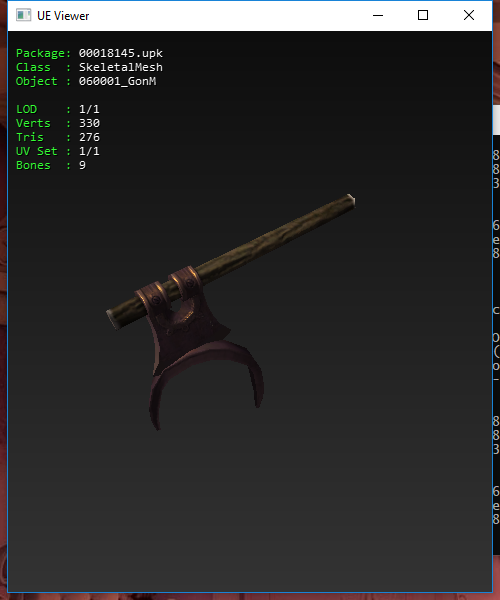 UE Viewer
Package: 00018145.upk
Class  : SkeletalMesh
Object : 060001_GonM
LOD    : 1/1
Verts  : 330
Tris   : 276
UV Set : 1/1
Bones  : 9